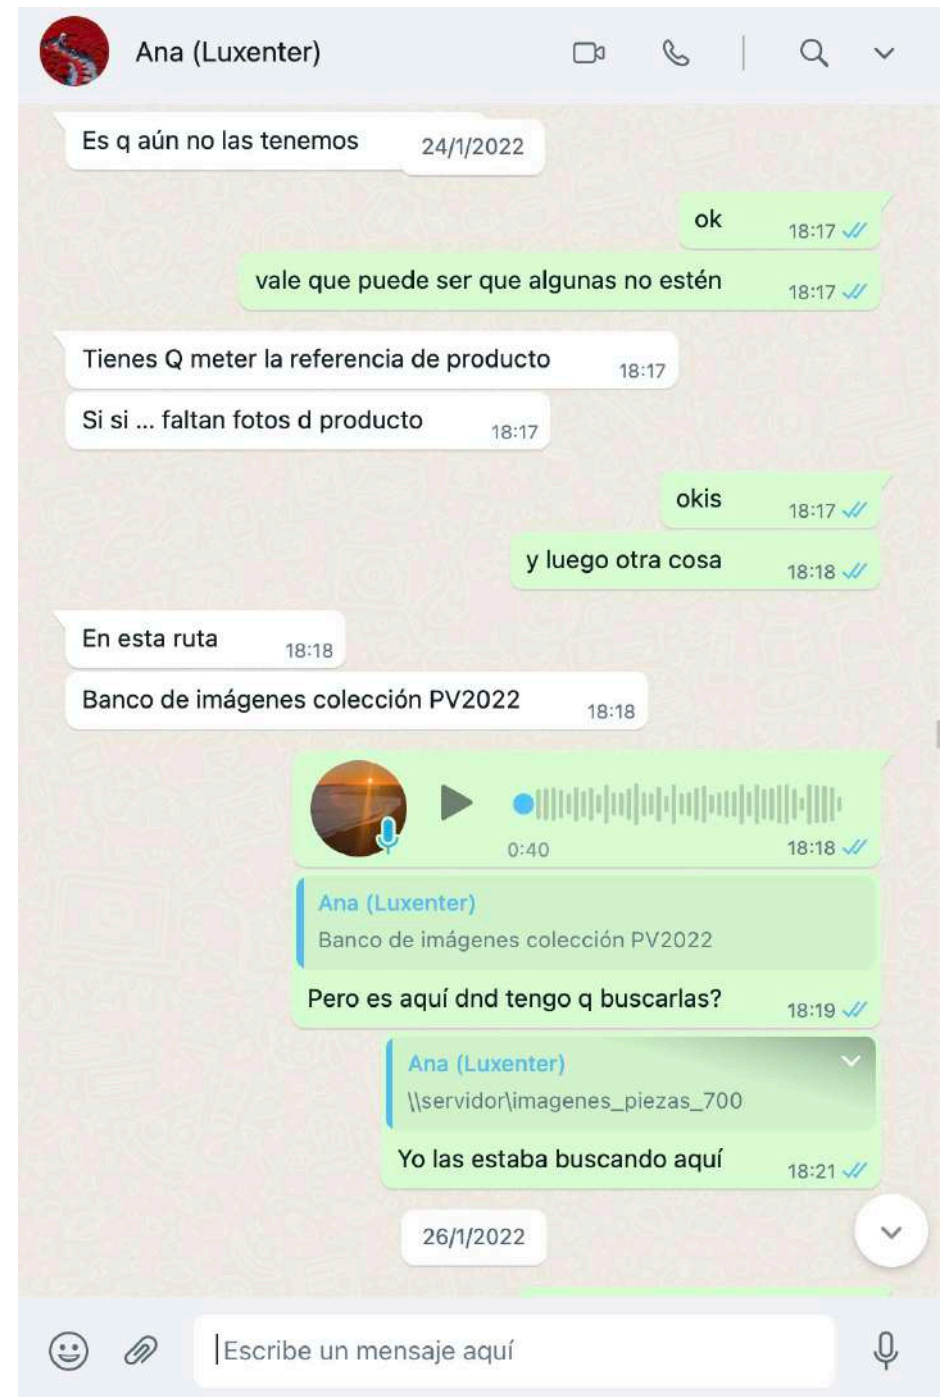 Ana (Luxenter)
Es q aún no las tenemos
24/1/2022
ok
18:17
vale que puede ser que algunas no estén
18:17
Tienes Q meter la referencia de producto
18:17
Si si ... faltan fotos d producto
18:17
okis
18:17
y luego otra cosa
18:18
En esta ruta
18:18
Banco de imágenes colección PV2022
18:18
0:40
18:18
Ana (Luxenter)
Banco de imágenes colección PV2022
Pero es aquí dnd tengo q buscarlas?
18:19
Ana (Luxenter)
\\servidor\imagenes_piezas_700
Yo las estaba buscando aquí
18:21
26/1/2022
Escribe un mensaje aquí